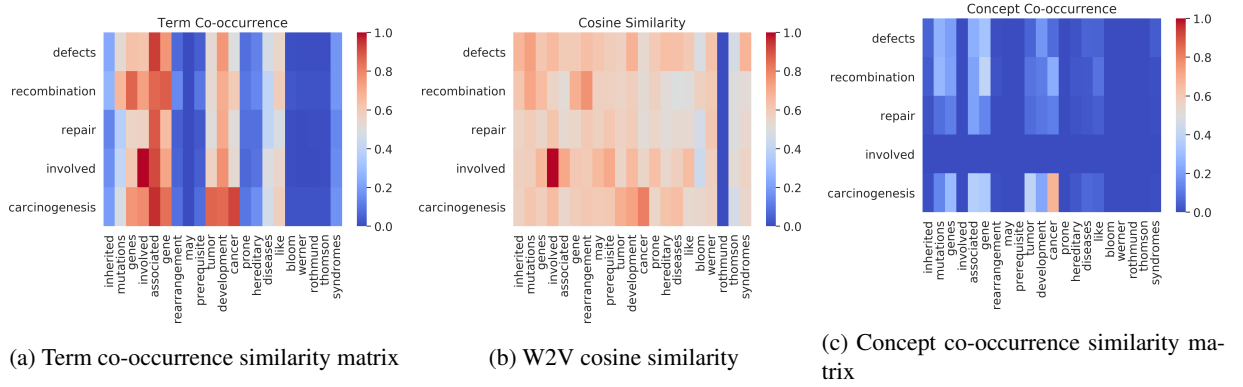 Term Co-occurrence
defects
recombination
repair
involved
carcinogenesis
inherited
mutations
genes
involved
associated
gene
rearrangement
may
prerequisite
tumor
development
cancer
prone
hereditary
diseases
like
bloom
werner
rothmund
thomson
syndromes
1.0
0.8
0.6
0.4
0.2
0.0
(a) Term co-occurrence similarity matrix
Cosine Similarity
defects
recombination
repair
involved
carcinogenesis
inherited
mutations
genes
involved
associated
gene
rearrangement
may
prerequisite
tumor
development
cancer
prone
hereditary
diseases
like
bloom
werner
rothmund
thomson
syndromes
1.0
0.8
0.6
0.4
0.2
0.0
(b) W2V cosine similarity
Concept Co-occurrence
defects
recombination
repair
involved
carcinogenesis
inherited
mutations
genes
involved
associated
gene
rearrangement
may
prerequisite
tumor
development
cancer
prone
hereditary
diseases
like
bloom
werner
rothmund
thomson
syndromes
1.0
0.8
0.6
0.4
0.2
0.0
(c) Concept co-occurrence similarity ma-
trix